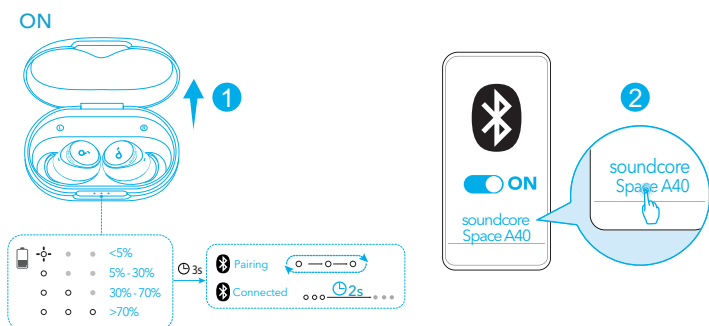 ON
1
L
R
<5%
5%-30%
30%-70%
>70%
3s
Pairing
Connected
2s
ON
soundcore
Space A40
2
soundcore
Space A40